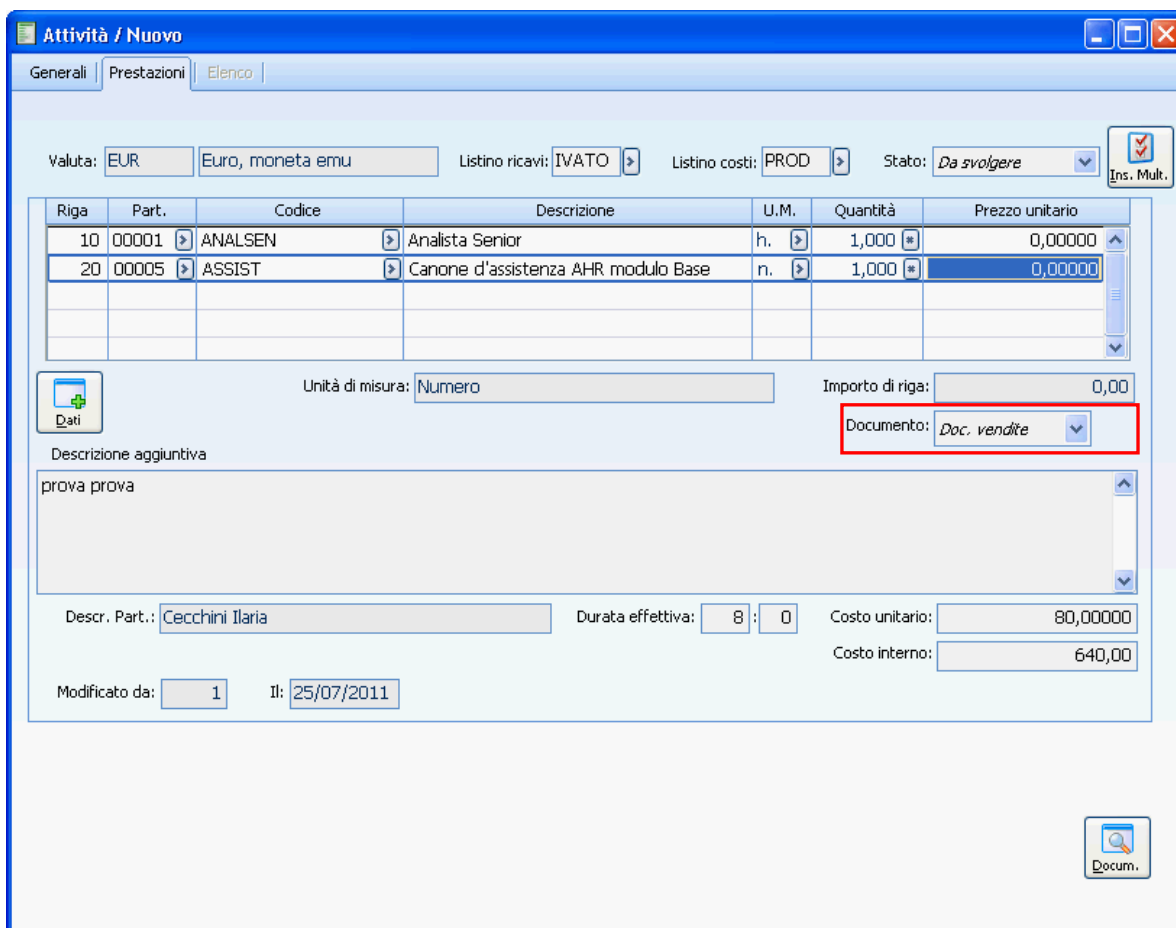 Attività / Nuovo
Generali Prestazioni Elenco
Valuta: EUR Euro, moneta emu Listino ricavi: IVATO Listino costi: PROD Stato: Da svolgere Ins. Mult.
Riga Part. Codice Descrizione U.M. Quantità Prezzo unitario
10 00001 ANALSEN Analista Senior h. 1,000 0,00000
20 00005 ASSIST Canone d'assistenza AHR modulo Base n. 1,000 0,00000
Dati Unità di misura: Numero Importo di riga: 0,00
Documento: Doc. vendite
Descrizione aggiuntiva
prova prova
Descr. Part.: Cecchini Ilaria Durata effettiva: 8 : 0 Costo unitario: 80,00000
Costo interno: 640,00
Modificato da: 1 Il: 25/07/2011
Docum.